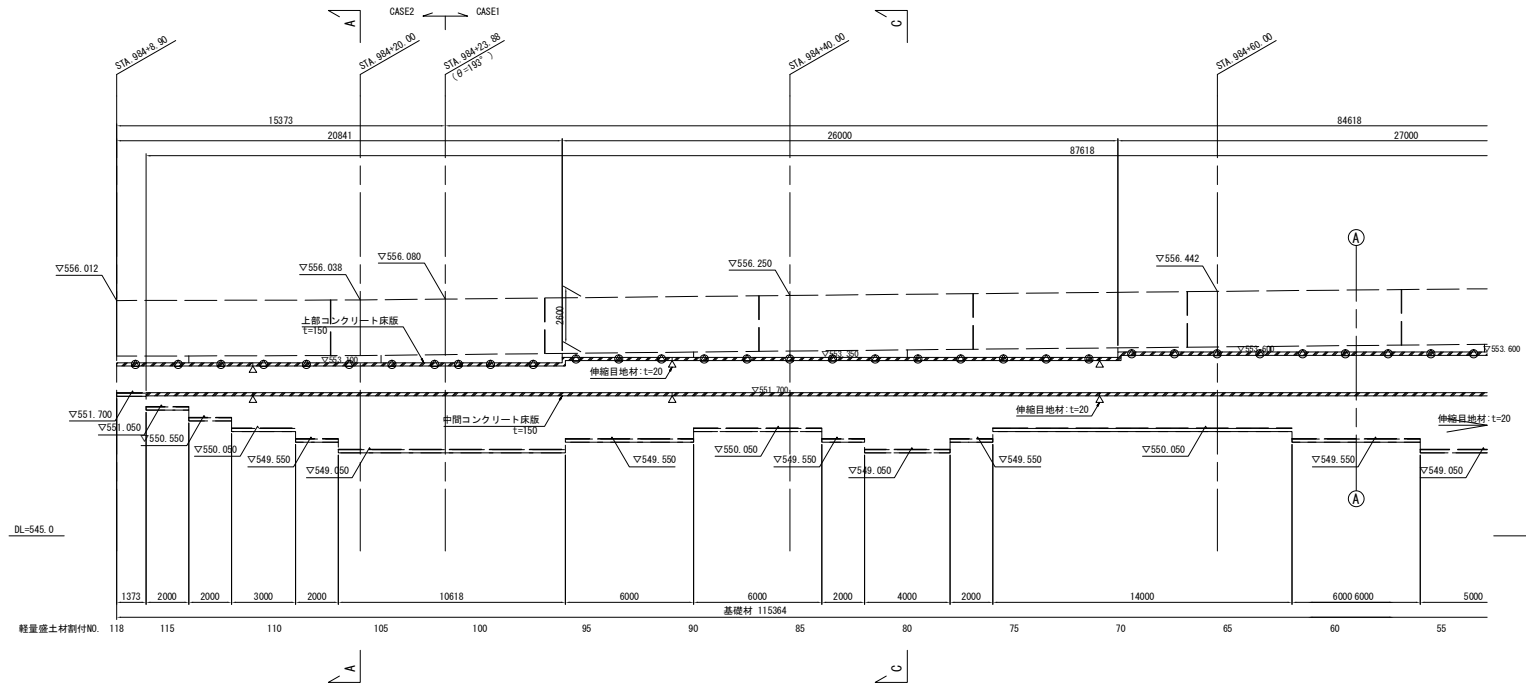 CASE2 CASE1
A
C
STA.984+8.90
STA.984+20.00
STA.984+23.88
(θ=193°)
STA.984+40.00
STA.984+60.00
15373
84618
20841
26000
27000
87618
▽556.012
▽556.038
▽556.080
▽556.250
▽556.442
A
2600
上部コンクリート床版
t=150
▽553.100
▽553.350
▽553.600
▽553.600
伸縮目地材:t=20
▽551.700
▽551.700
中間コンクリート床版
t=150
伸縮目地材:t=20
伸縮目地材:t=20
▽551.050
▽550.550
▽550.050
▽549.550
▽549.050
▽549.550
▽550.050
▽549.550
▽549.050
▽549.550
▽550.050
▽549.550
▽549.050
A
DL=545.0
1373 2000 2000 3000 2000 10618 6000 6000 2000 4000 2000 14000 6000 6000 5000
基礎材 115364
軽量盛土材割付NO. 118 115 110 105 100 95 90 85 80 75 70 65 60 55
A
C